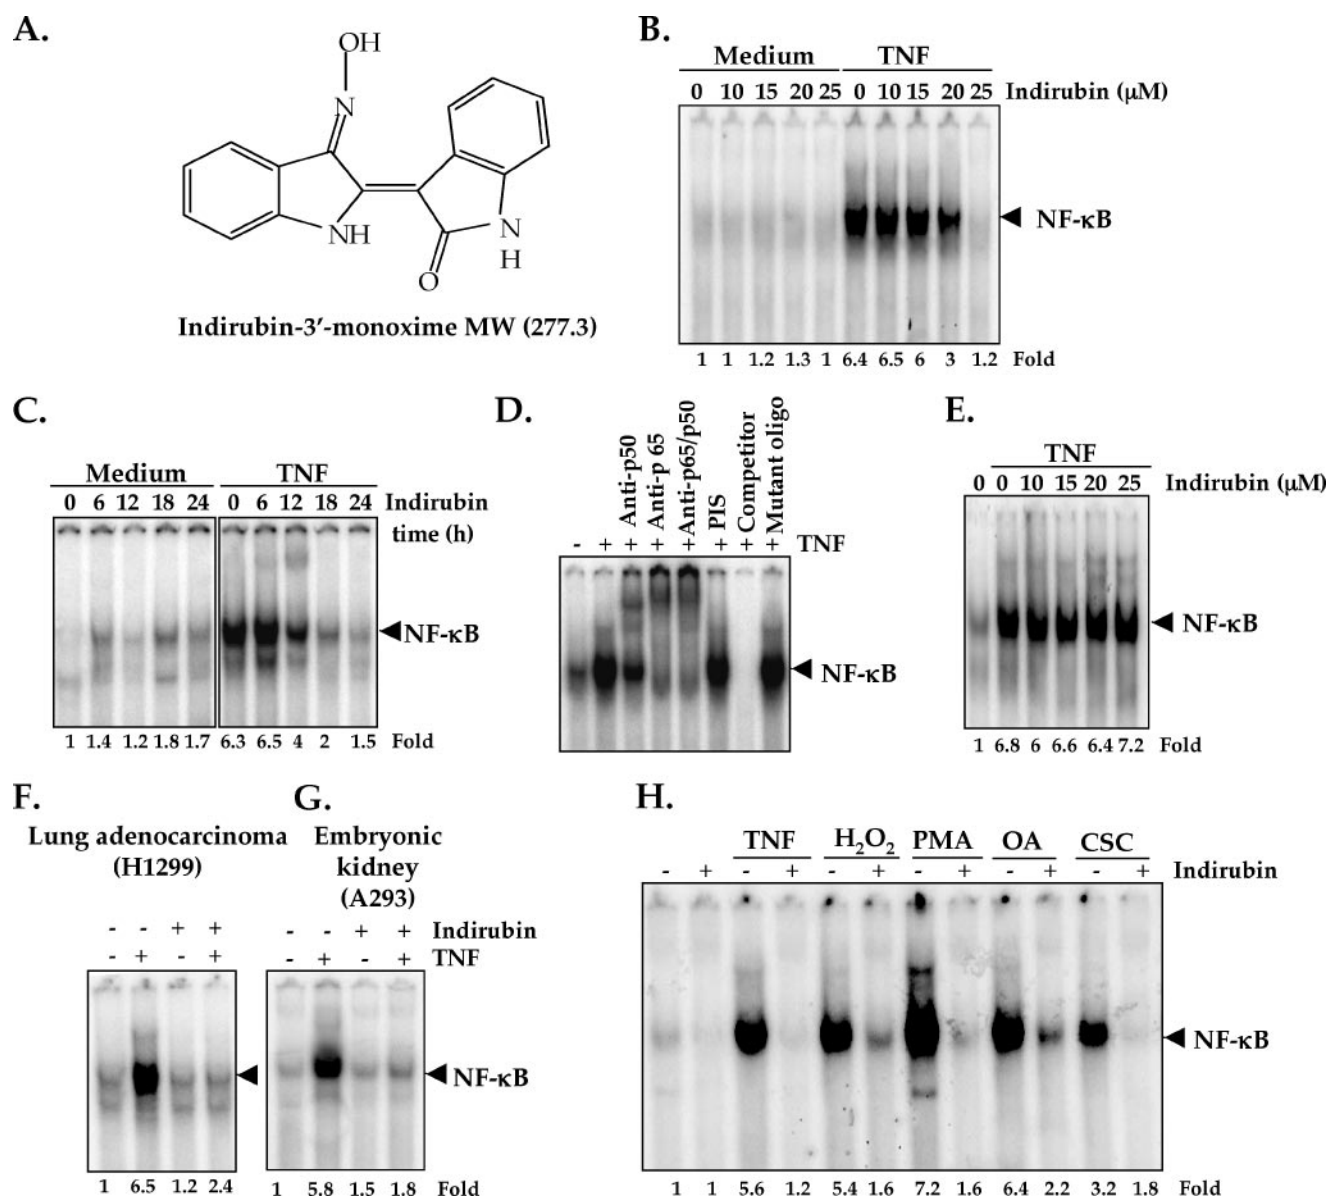 A.
OH
N
NH
O
N
H
Indirubin-3′-monoxime MW (277.3)
B.
Medium TNF
0 10 15 20 25 0 10 15 20 25 Indirubin (μM)
NF-κB
1 1 1.2 1.3 1 6.4 6.5 6 3 1.2 Fold
C.
Medium TNF
0 6 12 18 24 0 6 12 18 24 Indirubin
time (h)
NF-κB
1 1.4 1.2 1.8 1.7 6.3 6.5 4 2 1.5 Fold
D.
Anti-p50
Anti-p 65
Anti-p65/p50
PIS
Competitor
Mutant oligo
- + + + + + + + TNF
NF-κB
E.
TNF
0 0 10 15 20 25 Indirubin (μM)
NF-κB
1 6.8 6 6.6 6.4 7.2 Fold
F.
Lung adenocarcinoma
(H1299)
- - + +
- + - +
1 6.5 1.2 2.4
G.
Embryonic
kidney
(A293)
- - + + Indirubin
- + - + TNF
NF-κB
1 5.8 1.5 1.8 Fold
H.
TNF H₂O₂ PMA OA CSC
- + - + - + - + - + - + Indirubin
NF-κB
1 1 5.6 1.2 5.4 1.6 7.2 1.6 6.4 2.2 3.2 1.8 Fold